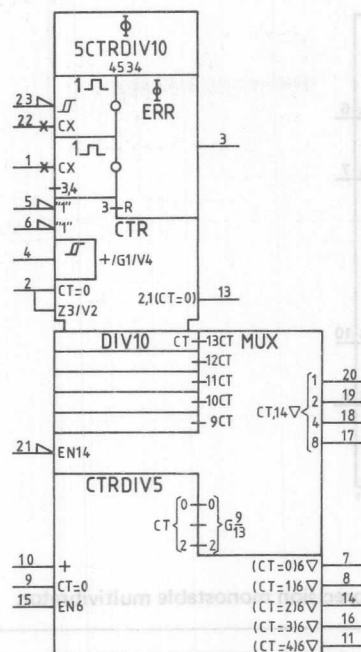 Φ
5CTRDIV10
4534
1
Φ
ERR
23
22
CX
3
1
1
CX
3,4
5
"1"
3
R
6
"1"
CTR
4
+/G1/V4
2
CT=0
2,1(CT=0)
13
Z3/V2
DIV10
CT
13CT
MUX
12CT
11CT
10CT
9CT
CT,14▽
1
20
2
19
4
18
8
17
21
EN14
CTRDIV5
CT
0
0
G 9/13
2
2
10
+
9
CT=0
15
EN6
(CT=0)6▽
7
(CT=1)6▽
8
(CT=2)6▽
14
(CT=3)6▽
16
(CT=4)6▽
11